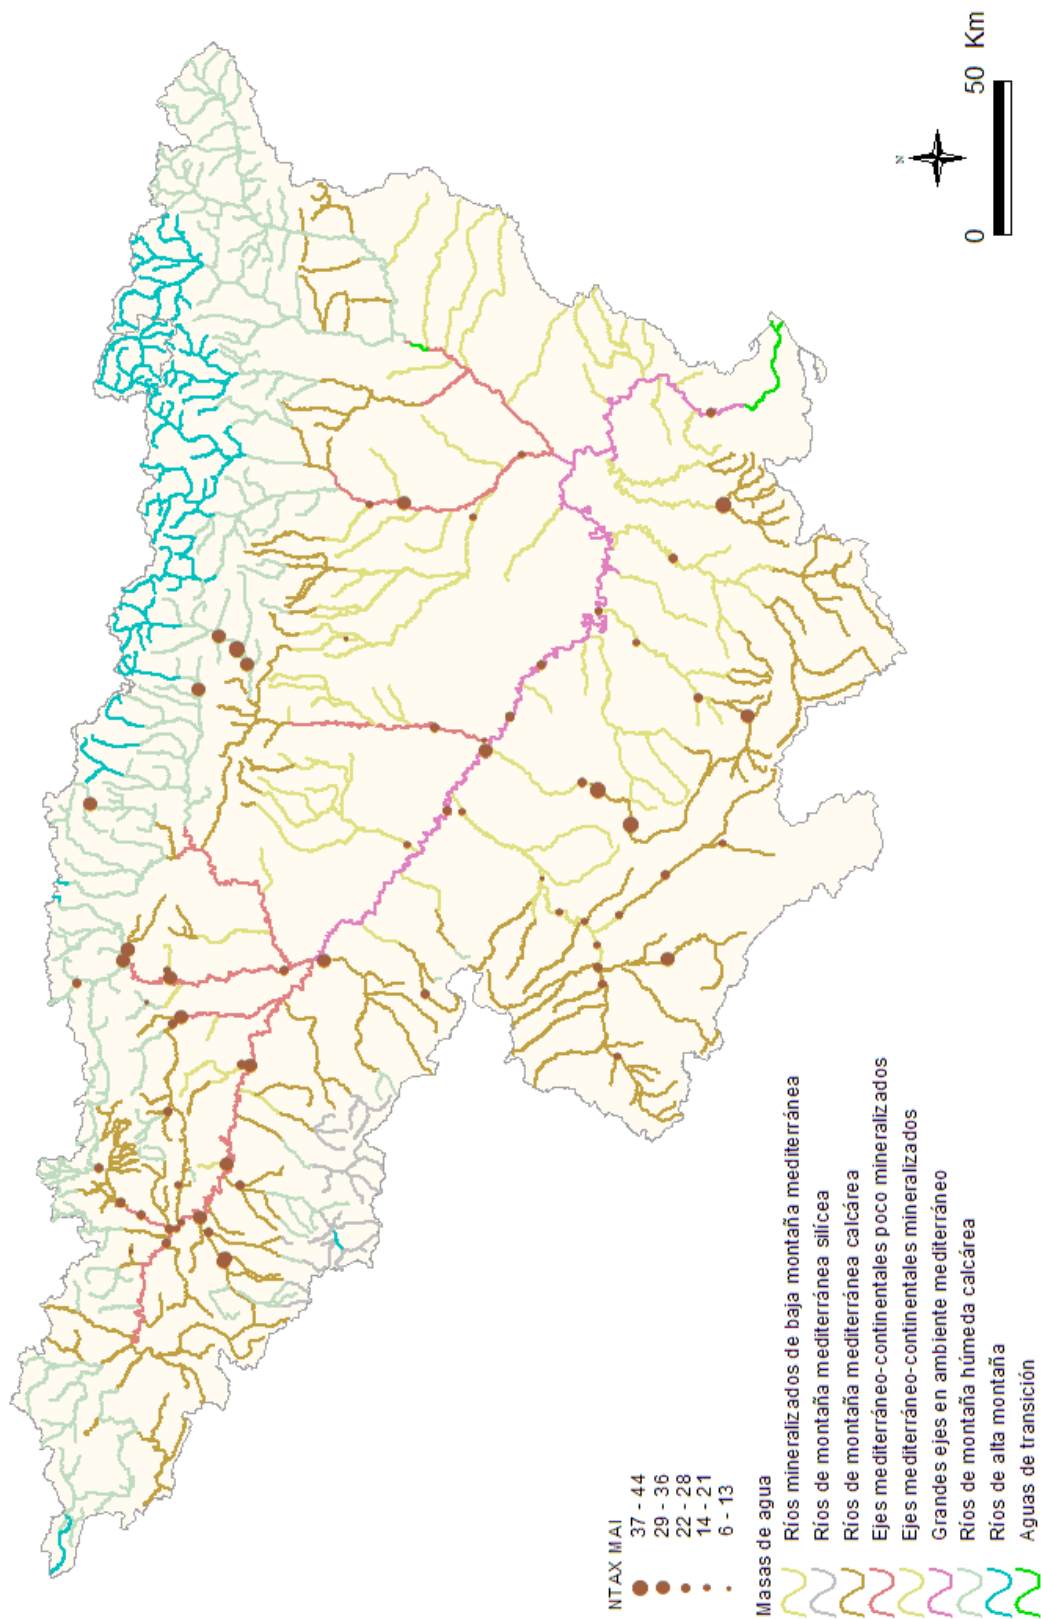 N
0 50 Km
NTAX MAI
37 - 44
29 - 36
22 - 28
14 - 21
6 - 13
Masas de agua
Ríos mineralizados de baja montaña mediterránea
Ríos de montaña mediterránea silícea
Ríos de montaña mediterránea calcárea
Ejes mediterráneo-continentales poco mineralizados
Ejes mediterráneo-continentales mineralizados
Grandes ejes en ambiente mediterráneo
Ríos de montaña húmeda calcárea
Ríos de alta montaña
Aguas de transición